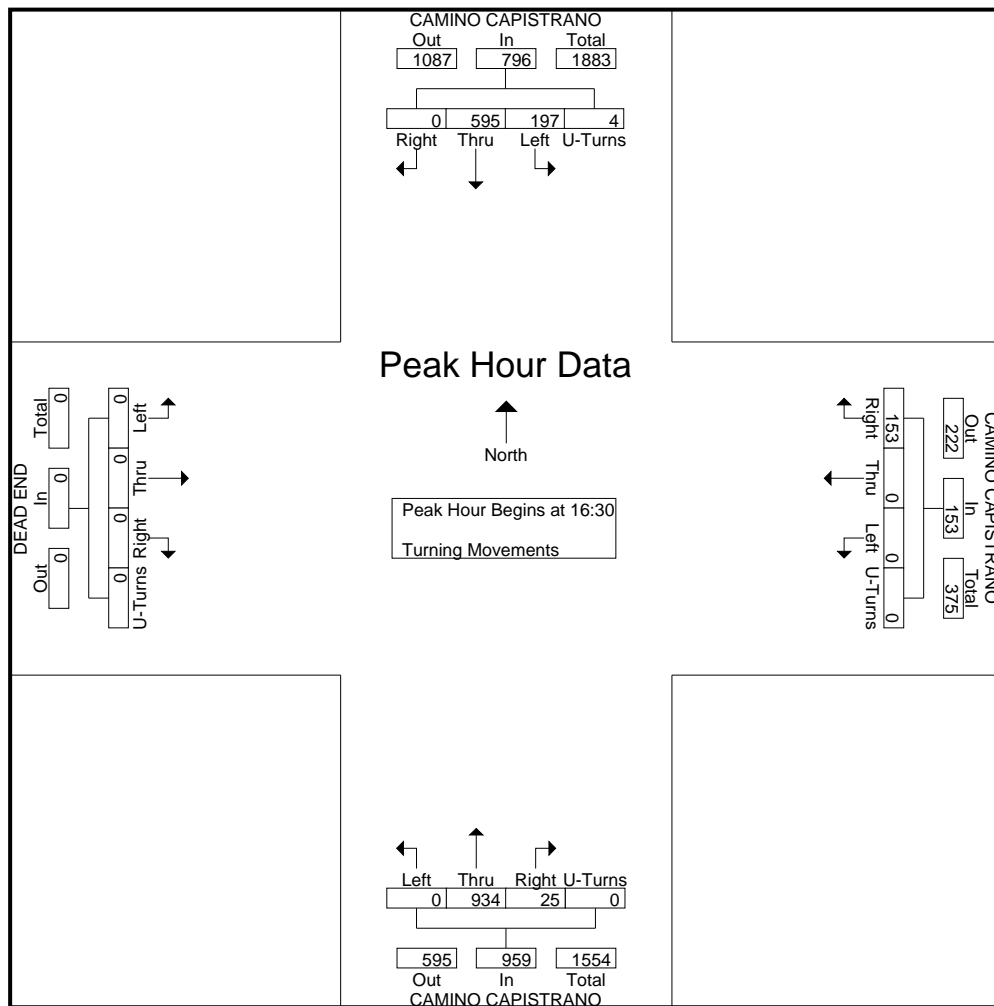 CAMINO CAPISTRANO
Out In Total
1087 796 1883
0 595 197 4
Right Thru Left U-Turns
Peak Hour Data
North
Peak Hour Begins at 16:30
Turning Movements
DEAD END
Total In Out
0 0 0
0 0 0 0
Left Thru Right U-Turns
CAMINO CAPISTRANO
Out In Total
222 153 375
153 0 0 0
Right Thru Left U-Turns
Left Thru Right U-Turns
0 934 25 0
595 959 1554
Out In Total
CAMINO CAPISTRANO